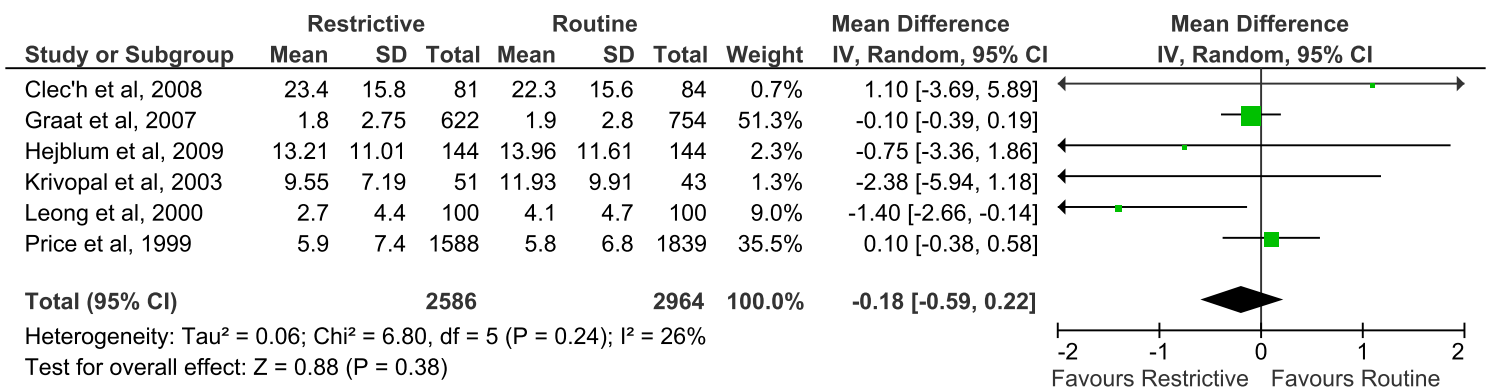 Restrictive Routine Mean Difference Mean Difference
Study or Subgroup Mean SD Total Mean SD Total Weight IV, Random, 95% CI IV, Random, 95% CI
Clec'h et al, 2008 23.4 15.8 81 22.3 15.6 84 0.7% 1.10 [-3.69, 5.89]
Graat et al, 2007 1.8 2.75 622 1.9 2.8 754 51.3% -0.10 [-0.39, 0.19]
Hejblum et al, 2009 13.21 11.01 144 13.96 11.61 144 2.3% -0.75 [-3.36, 1.86]
Krivopal et al, 2003 9.55 7.19 51 11.93 9.91 43 1.3% -2.38 [-5.94, 1.18]
Leong et al, 2000 2.7 4.4 100 4.1 4.7 100 9.0% -1.40 [-2.66, -0.14]
Price et al, 1999 5.9 7.4 1588 5.8 6.8 1839 35.5% 0.10 [-0.38, 0.58]
Total (95% CI) 2586 2964 100.0% -0.18 [-0.59, 0.22]
Heterogeneity: Tau² = 0.06; Chi² = 6.80, df = 5 (P = 0.24); I² = 26%
Test for overall effect: Z = 0.88 (P = 0.38)
-2 -1 0 1 2
Favours Restrictive Favours Routine